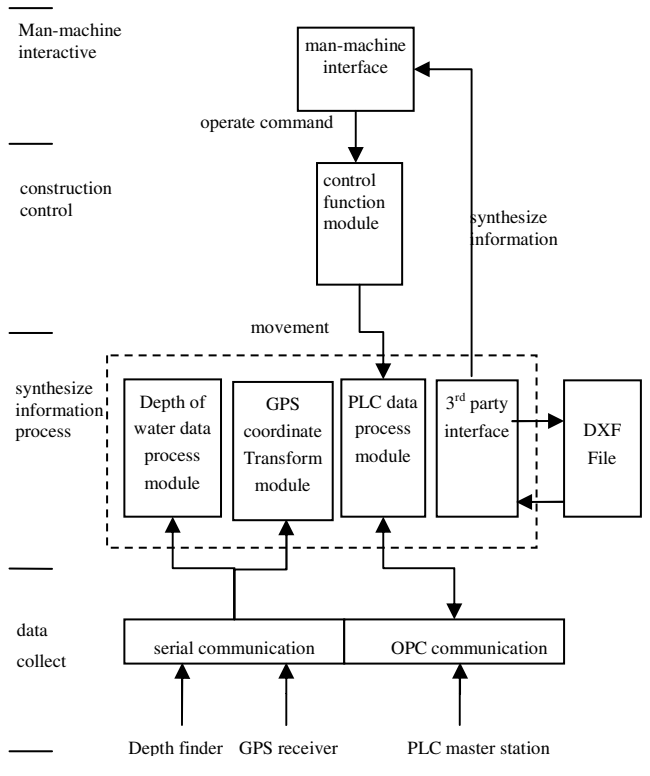 Man-machine
interactive
man-machine
interface
operate command
construction
control
control
function
module
synthesize
information
movement
synthesize
information
process
Depth of
water data
process
module
GPS
coordinate
Transform
module
PLC data
process
module
3rd party
interface
DXF
File
data
collect
serial communication
OPC communication
Depth finder
GPS receiver
PLC master station